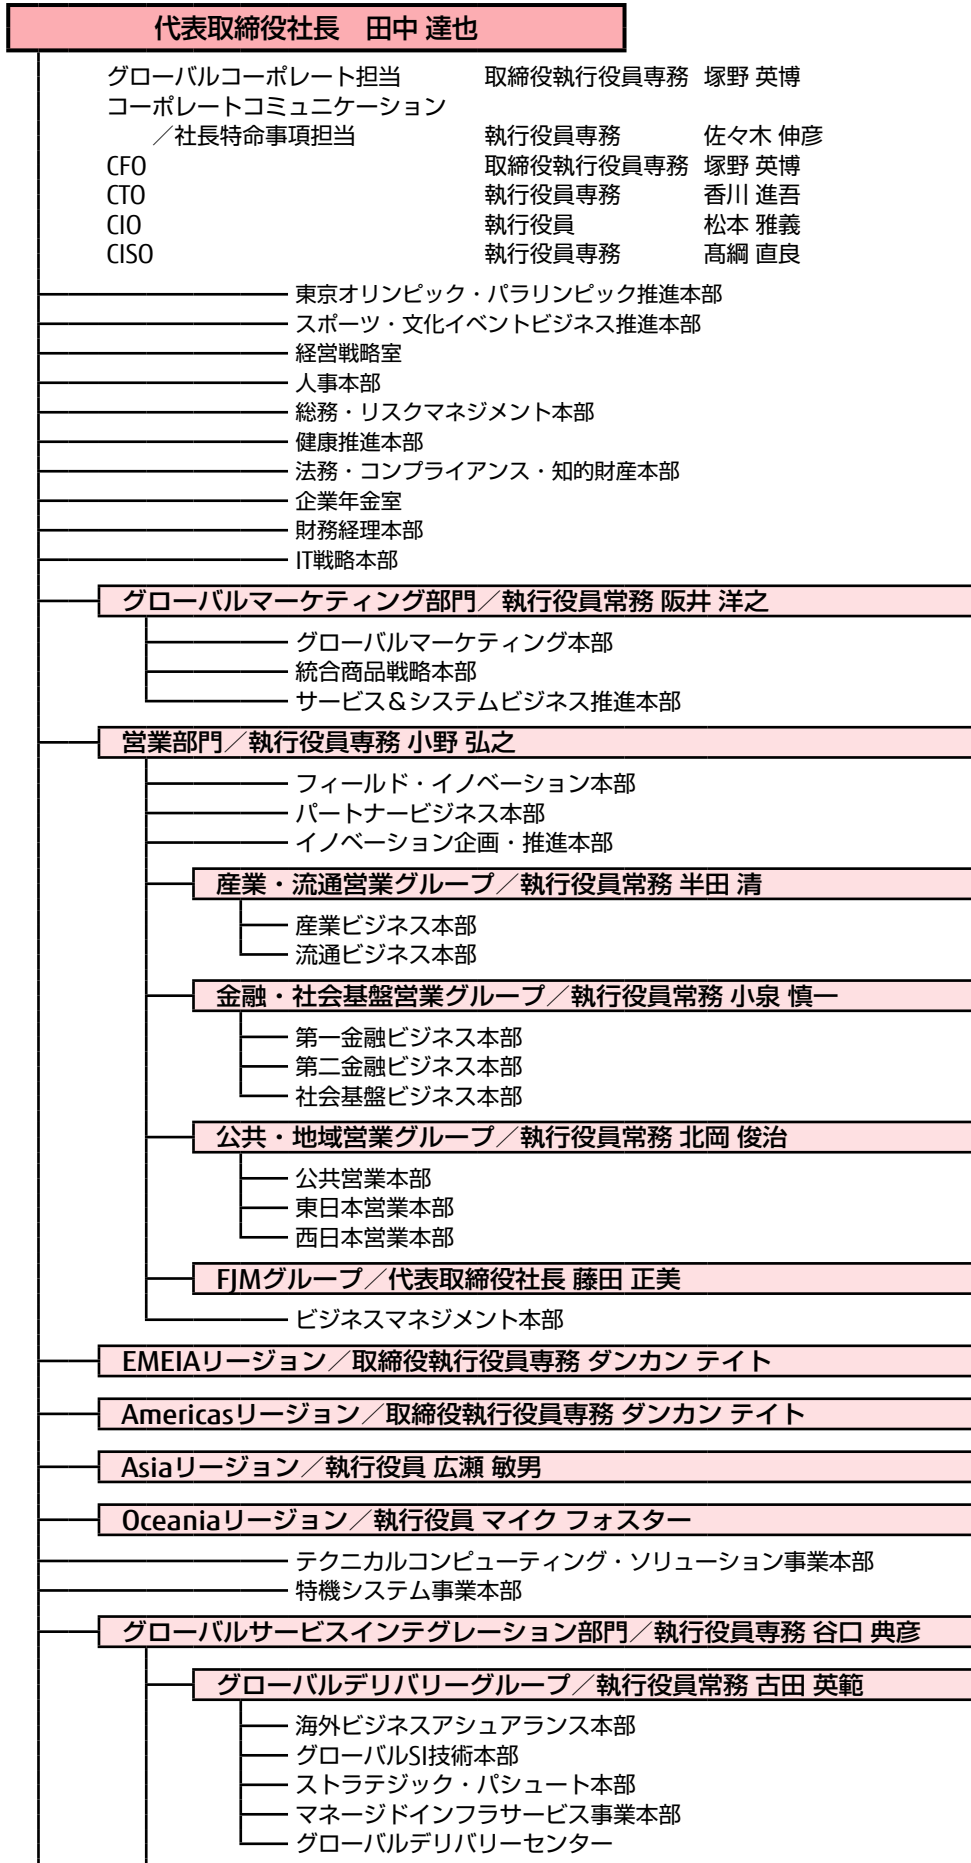 代表取締役社長　田中 達也
グローバルコーポレート担当 取締役執行役員専務 塚野 英博
コーポレートコミュニケーション
／社長特命事項担当 執行役員専務 佐々木 伸彦
CFO 取締役執行役員専務 塚野 英博
CTO 執行役員専務 香川 進吾
CIO 執行役員 松本 雅義
CISO 執行役員専務 髙綱 直良
東京オリンピック・パラリンピック推進本部
スポーツ・文化イベントビジネス推進本部
経営戦略室
人事本部
総務・リスクマネジメント本部
健康推進本部
法務・コンプライアンス・知的財産本部
企業年金室
財務経理本部
IT戦略本部
グローバルマーケティング部門／執行役員常務 阪井 洋之
グローバルマーケティング本部
統合商品戦略本部
サービス＆システムビジネス推進本部
営業部門／執行役員専務 小野 弘之
フィールド・イノベーション本部
パートナービジネス本部
イノベーション企画・推進本部
産業・流通営業グループ／執行役員常務 半田 清
産業ビジネス本部
流通ビジネス本部
金融・社会基盤営業グループ／執行役員常務 小泉 慎一
第一金融ビジネス本部
第二金融ビジネス本部
社会基盤ビジネス本部
公共・地域営業グループ／執行役員常務 北岡 俊治
公共営業本部
東日本営業本部
西日本営業本部
FJMグループ／代表取締役社長 藤田 正美
ビジネスマネジメント本部
EMEIAリージョン／取締役執行役員専務 ダンカン テイト
Americasリージョン／取締役執行役員専務 ダンカン テイト
Asiaリージョン／執行役員 広瀬 敏男
Oceaniaリージョン／執行役員 マイク フォスター
テクニカルコンピューティング・ソリューション事業本部
特機システム事業本部
グローバルサービスインテグレーション部門／執行役員専務 谷口 典彦
グローバルデリバリーグループ／執行役員常務 古田 英範
海外ビジネスアシュアランス本部
グローバルSI技術本部
ストラテジック・パシュート本部
マネージドインフラサービス事業本部
グローバルデリバリーセンター